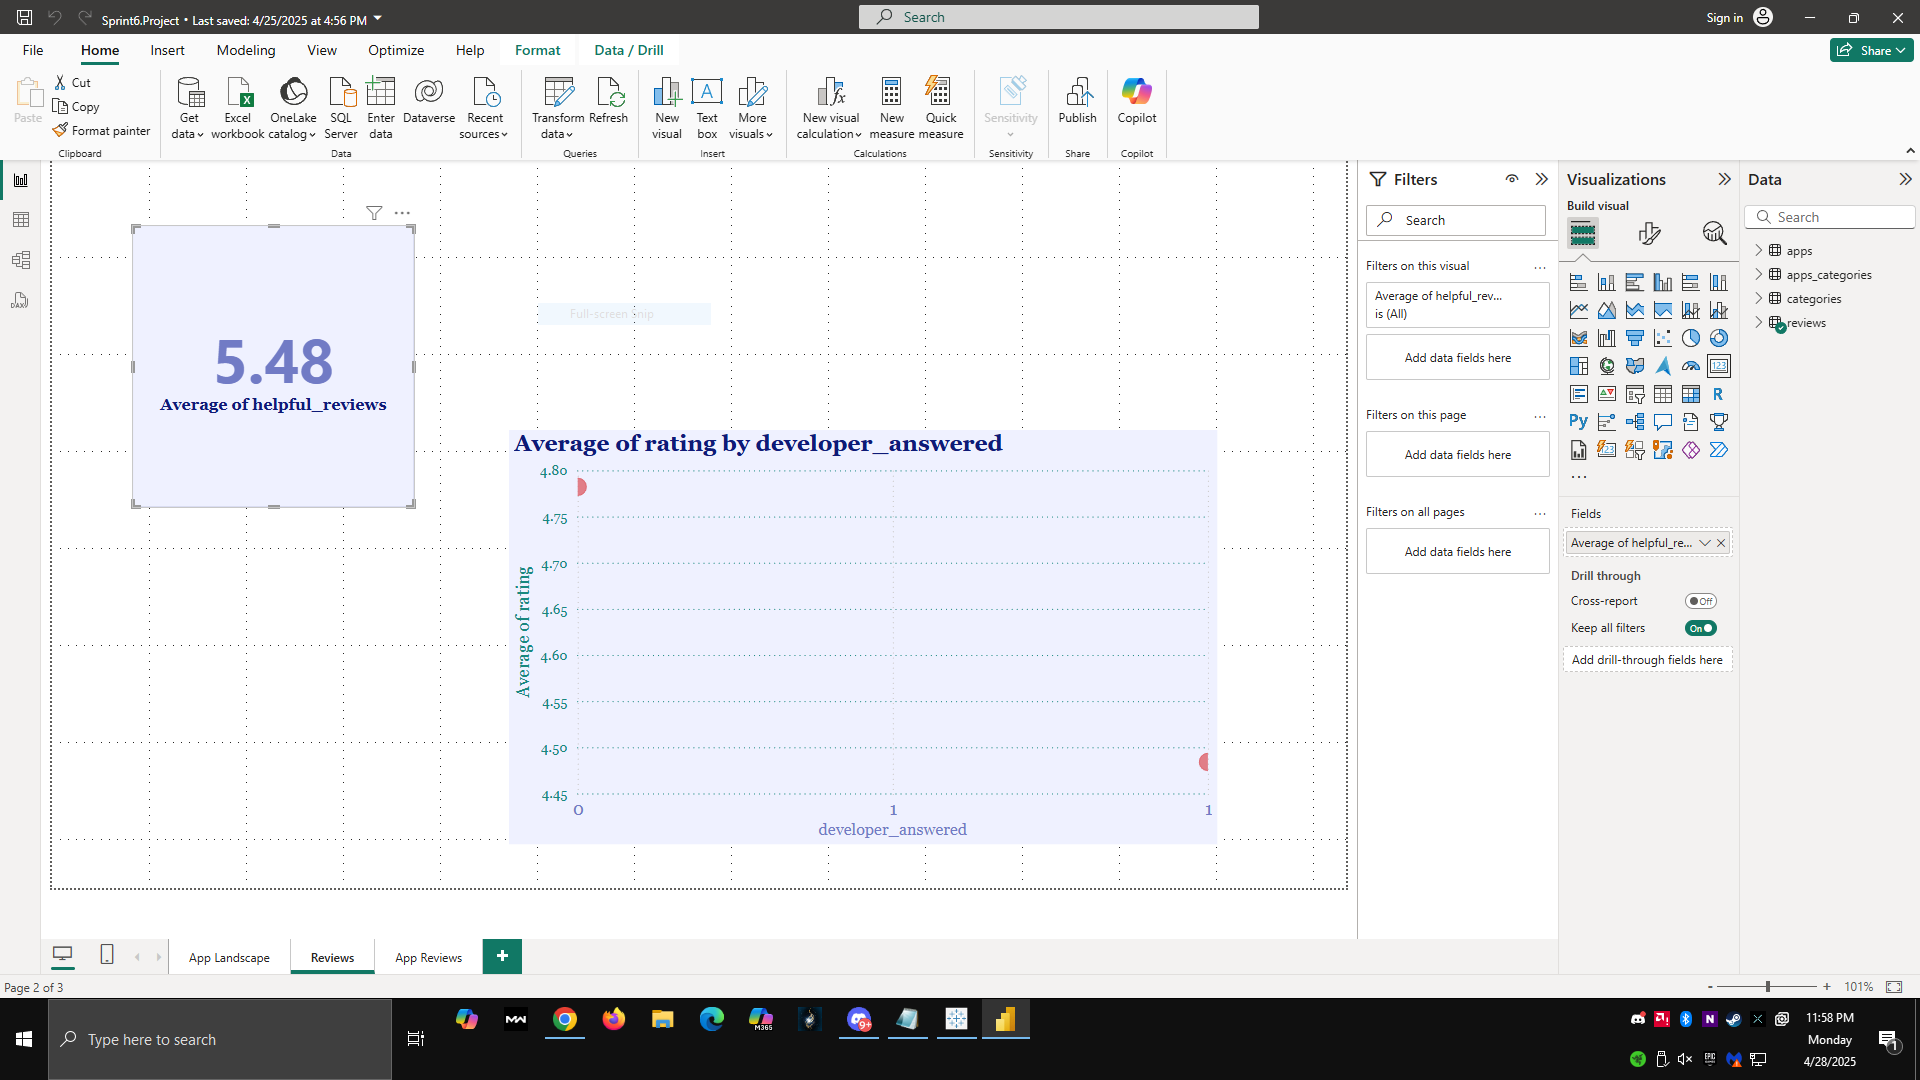 Sprint6.Project • Last saved: 4/25/2025 at 4:56 PM
Search
Sign in
File
Home
Insert
Modeling
View
Optimize
Help
Format
Data / Drill
Share
Paste
Cut
Copy
Format painter
Clipboard
Get data
Excel workbook
OneLake catalog
SQL Server
Enter data
Dataverse
Recent sources
Data
Transform data
Refresh
Queries
New visual
Text box
More visuals
Insert
New visual calculation
New measure
Quick measure
Calculations
Sensitivity
Sensitivity
Publish
Share
Copilot
Copilot
5.48
Average of helpful_reviews
Full-screen Snip
Average of rating by developer_answered
4.80
4.75
4.70
4.65
4.60
4.55
4.50
4.45
Average of rating
0
1
1
developer_answered
Filters
Search
Filters on this visual
Average of helpful_rev...
is (All)
Add data fields here
Filters on this page
Add data fields here
Filters on all pages
Add data fields here
Visualizations
Build visual
123
R
Py
Fields
Average of helpful_re...
Drill through
Cross-report
Off
Keep all filters
On
Add drill-through fields here
Data
Search
apps
apps_categories
categories
reviews
DAX
App Landscape
Reviews
App Reviews
+
Page 2 of 3
- + 101%
Type here to search
M365
9+
11:58 PM
Monday
4/28/2025
EPIC
1